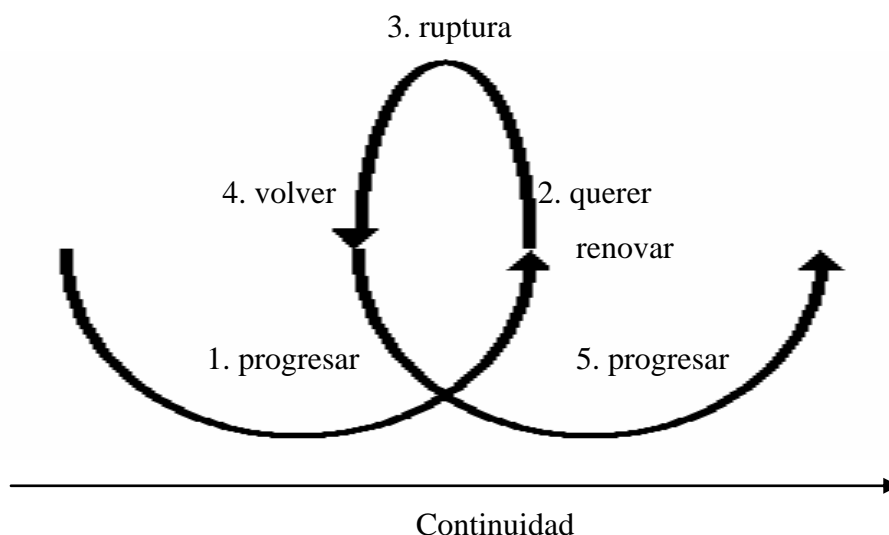 3. ruptura
4. volver
2. querer
renovar
1. progresar
5. progresar
Continuidad